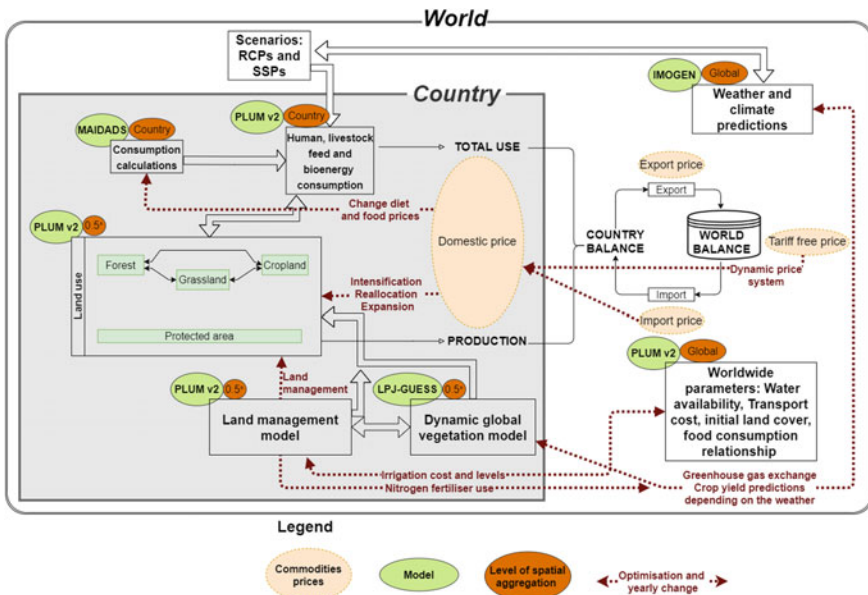 World
Scenarios:
RCPs and
SSPs
IMOGEN
Global
Weather and
climate
predictions
Country
PLUM v2
Country
MAIDADS
Country
Consumption
calculations
Human, livestock
feed and
bioenergy
consumption
TOTAL USE
Export price
Export
Change diet
and food prices
PLUM v2
0.5°
Domestic price
COUNTRY
BALANCE
WORLD
BALANCE
Tariff free price
Land use
Forest
Cropland
Grassland
Intensification
Reallocation
Expansion
Dynamic price
system
Import
Import price
Protected area
PRODUCTION
PLUM v2
Global
Land
management
PLUM v2
0.5°
LPJ-GUESS
0.5°
Land management
model
Dynamic global
vegetation model
Worldwide
parameters: Water
availability, Transport
cost, initial land cover,
food consumption
relationship
Irrigation cost and levels
Nitrogen fertiliser use
Greenhouse gas exchange
Crop yield predictions
depending on the weather
Legend
Commodities
prices
Model
Level of spatial
aggregation
Optimisation and
yearly change